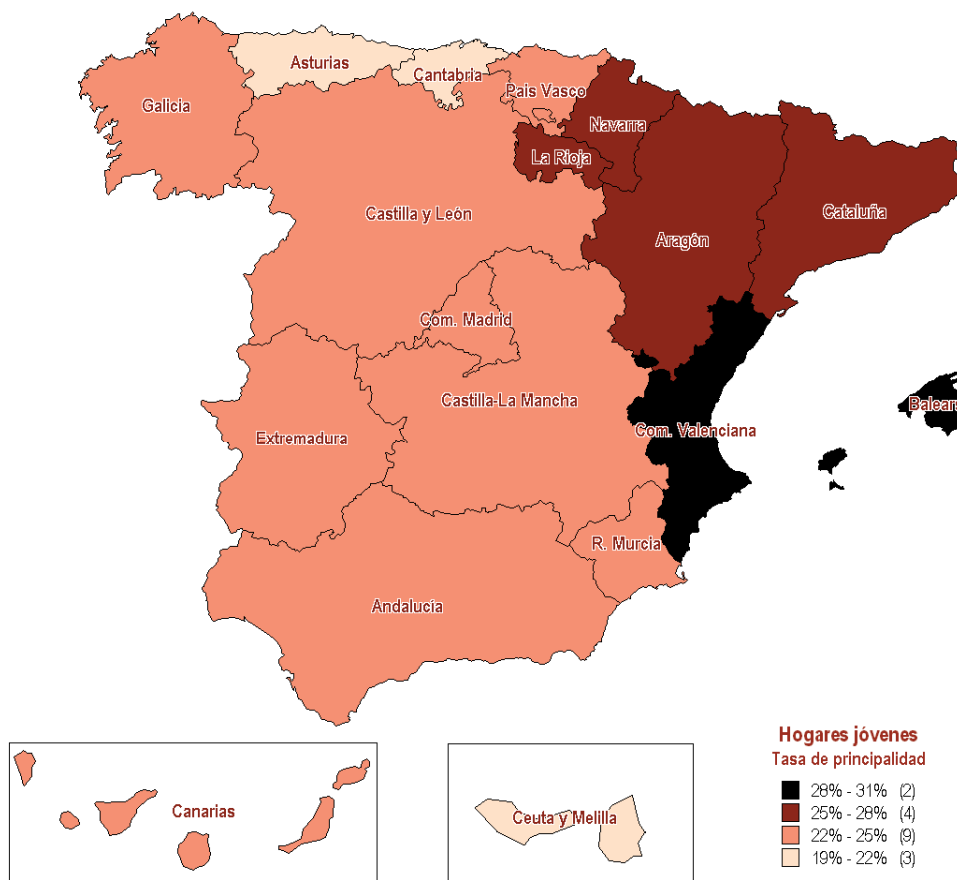 Asturias
Cantabria
Galicia
Pais Vasco
Navarra
La Rioja
Castilla y León
Cataluña
Aragón
Com. Madrid
Castilla-La Mancha
Balears
Com. Valenciana
Extremadura
R. Murcia
Andalucía
Canarias
Ceuta y Melilla
Hogares jóvenes
Tasa de principalidad
28% - 31% (2)
25% - 28% (4)
22% - 25% (9)
19% - 22% (3)